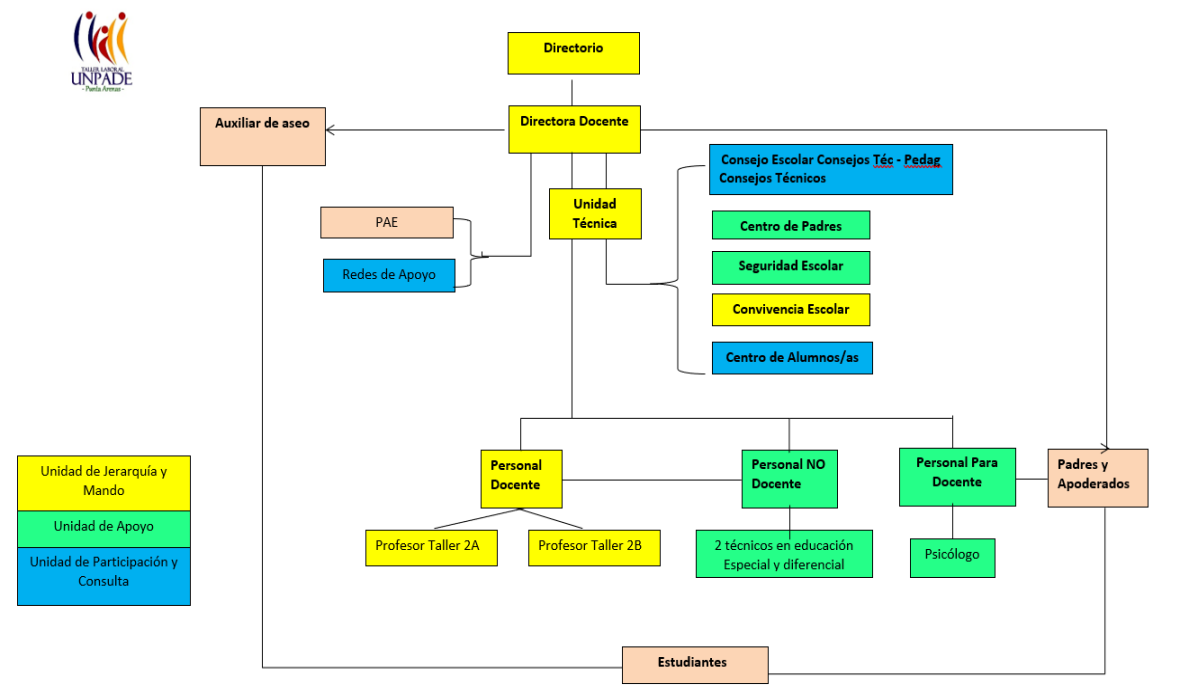 TALLER LABORAL
UNPADE
- Punta Arenas -
Directorio
Directora Docente
Auxiliar de aseo
Consejo Escolar Consejos Téc - Pedag
Consejos Técnicos
Unidad
Técnica
PAE
Centro de Padres
Redes de Apoyo
Seguridad Escolar
Convivencia Escolar
Centro de Alumnos/as
Unidad de Jerarquía y
Mando
Unidad de Apoyo
Unidad de Participación y
Consulta
Personal
Docente
Personal NO
Docente
Personal Para
Docente
Padres y
Apoderados
Profesor Taller 2A
Profesor Taller 2B
2 técnicos en educación
Especial y diferencial
Psicólogo
Estudiantes